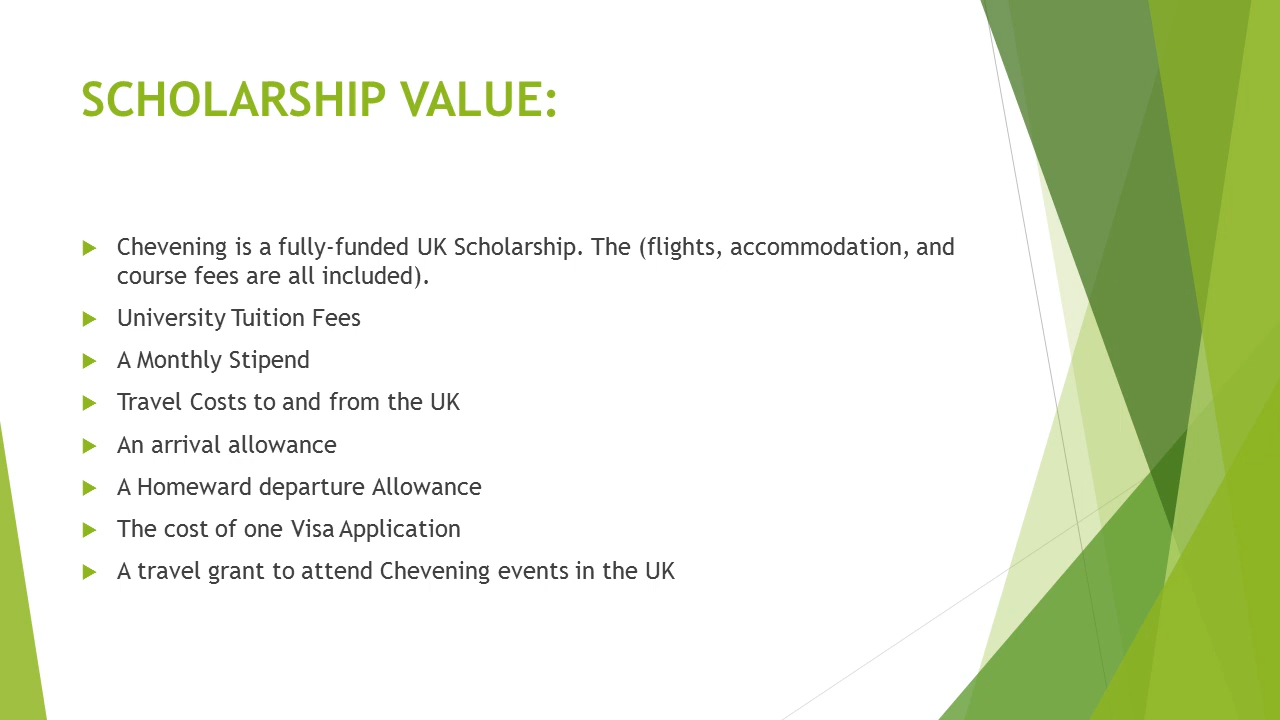 SCHOLARSHIP VALUE:
Chevening is a fully-funded UK Scholarship. The (flights, accommodation, and
course fees are all included).
University Tuition Fees
A Monthly Stipend
Travel Costs to and from the UK
An arrival allowance
A Homeward departure Allowance
The cost of one Visa Application
A travel grant to attend Chevening events in the UK